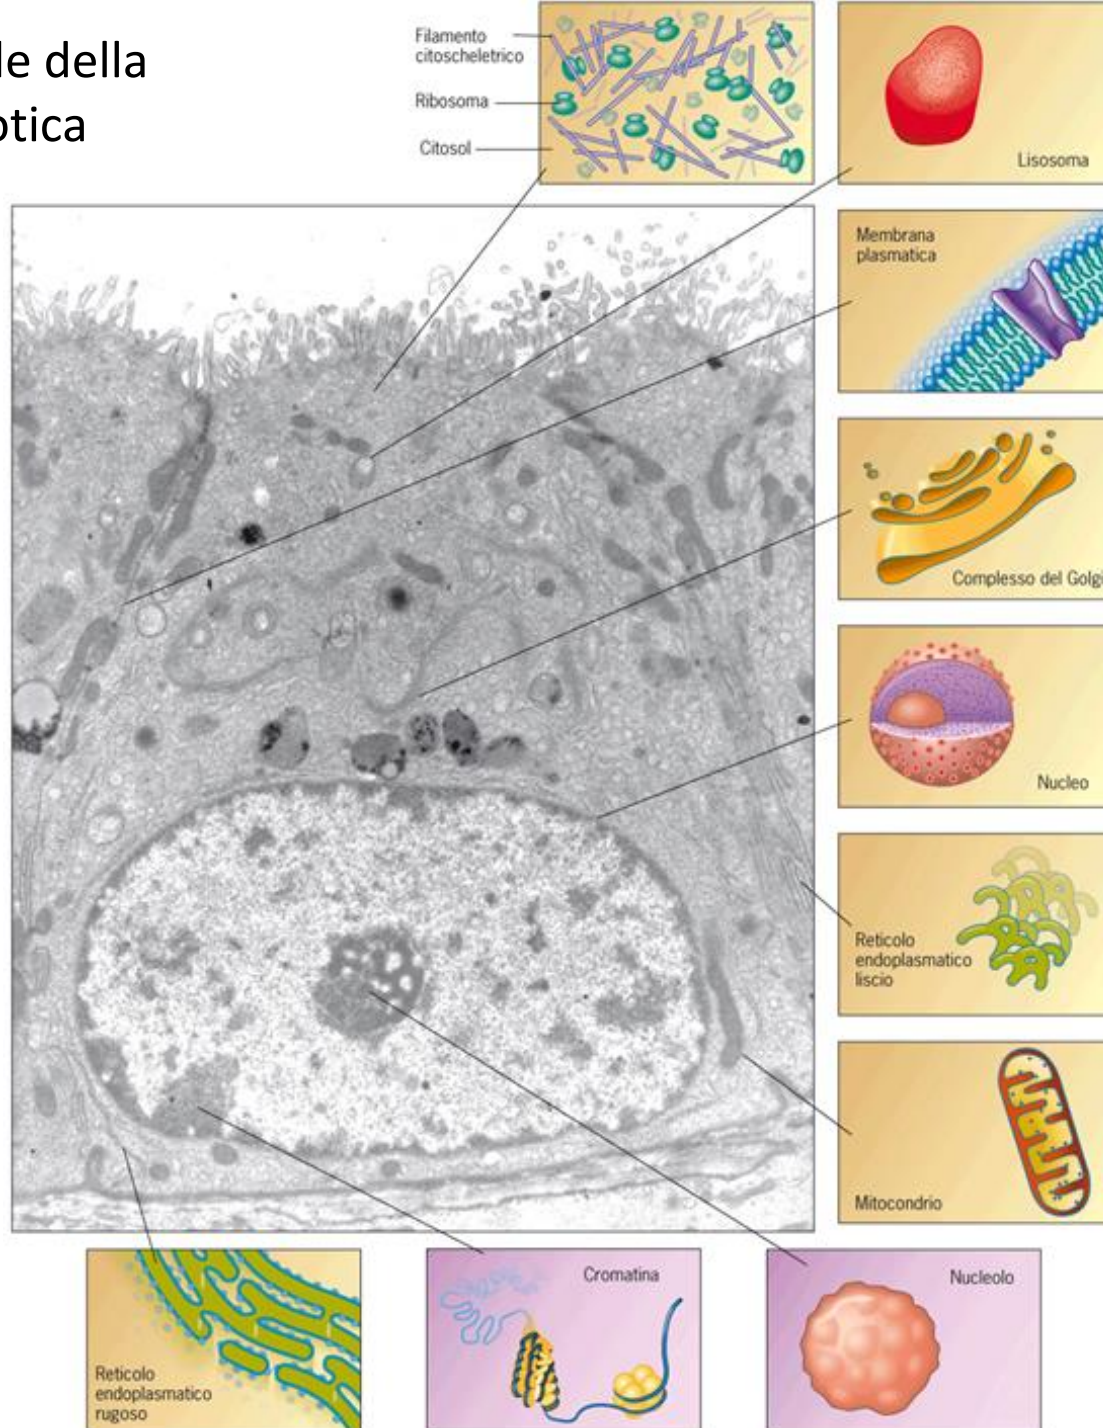 le della
otica
Filamento
citoscheletrico
Ribosoma
Citosol
Lisosoma
Membrana
plasmatica
Complesso del Golgi
Nucleo
Reticolo
endoplasmatico
liscio
Mitocondrio
Reticolo
endoplasmatico
rugoso
Cromatina
Nucleolo